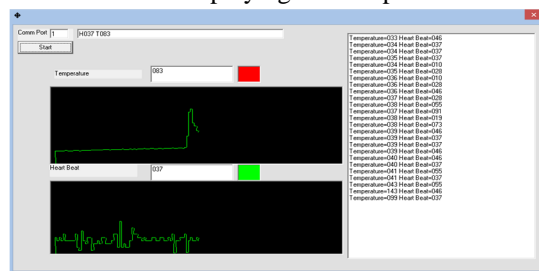 Comm Port 1 H037 T083
Start
Temperature 083
Heart Beat 037
Temperature=033 Heart Beat=046
Temperature=034 Heart Beat=037
Temperature=034 Heart Beat=037
Temperature=035 Heart Beat=037
Temperature=034 Heart Beat=010
Temperature=035 Heart Beat=028
Temperature=036 Heart Beat=010
Temperature=036 Heart Beat=028
Temperature=036 Heart Beat=046
Temperature=037 Heart Beat=028
Temperature=038 Heart Beat=055
Temperature=037 Heart Beat=091
Temperature=038 Heart Beat=019
Temperature=038 Heart Beat=073
Temperature=039 Heart Beat=046
Temperature=039 Heart Beat=037
Temperature=039 Heart Beat=037
Temperature=039 Heart Beat=046
Temperature=040 Heart Beat=046
Temperature=040 Heart Beat=037
Temperature=041 Heart Beat=055
Temperature=041 Heart Beat=037
Temperature=043 Heart Beat=055
Temperature=143 Heart Beat=046
Temperature=099 Heart Beat=037